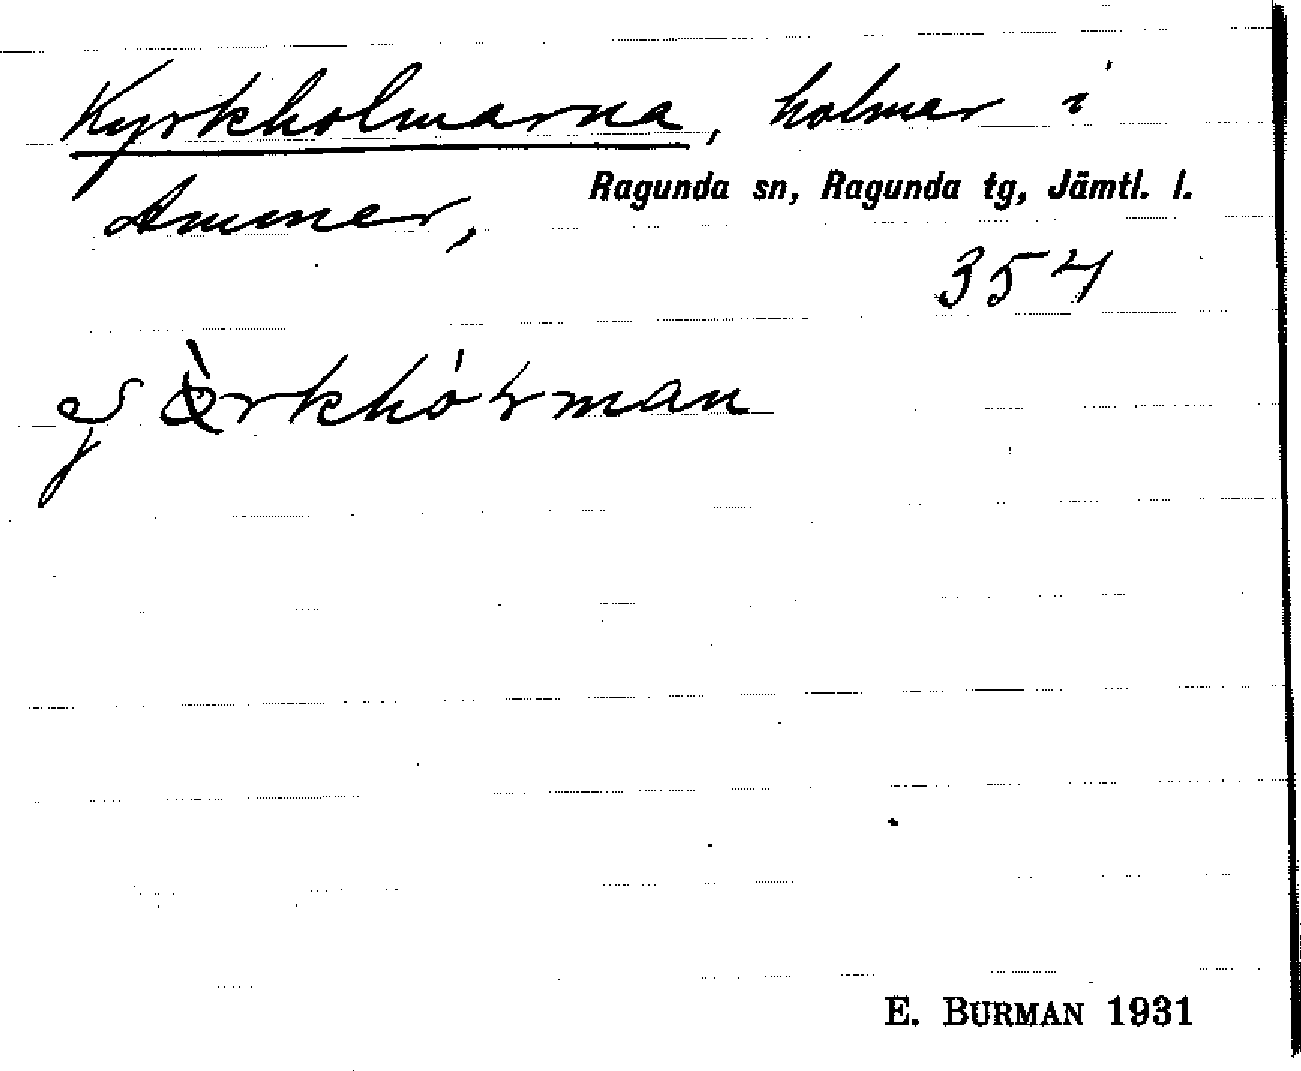 Kyrkholmarna, holmar i
Ammer, Ragunda sn, Ragunda tg, Jämtl. l.
354
E. BURMAN 1931